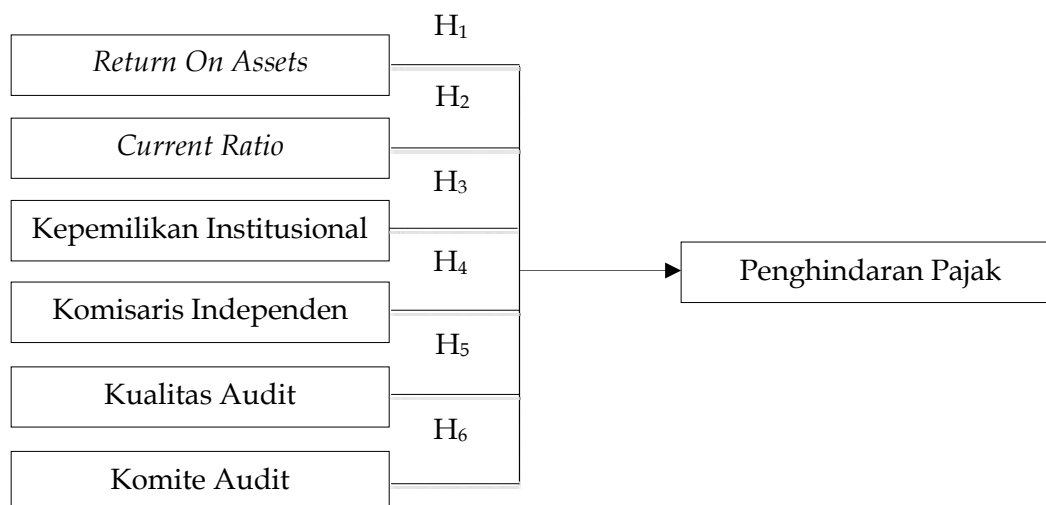 H₁
Return On Assets
H₂
Current Ratio
H₃
Kepemilikan Institusional
H₄
Penghindaran Pajak
Komisaris Independen
H₅
Kualitas Audit
H₆
Komite Audit